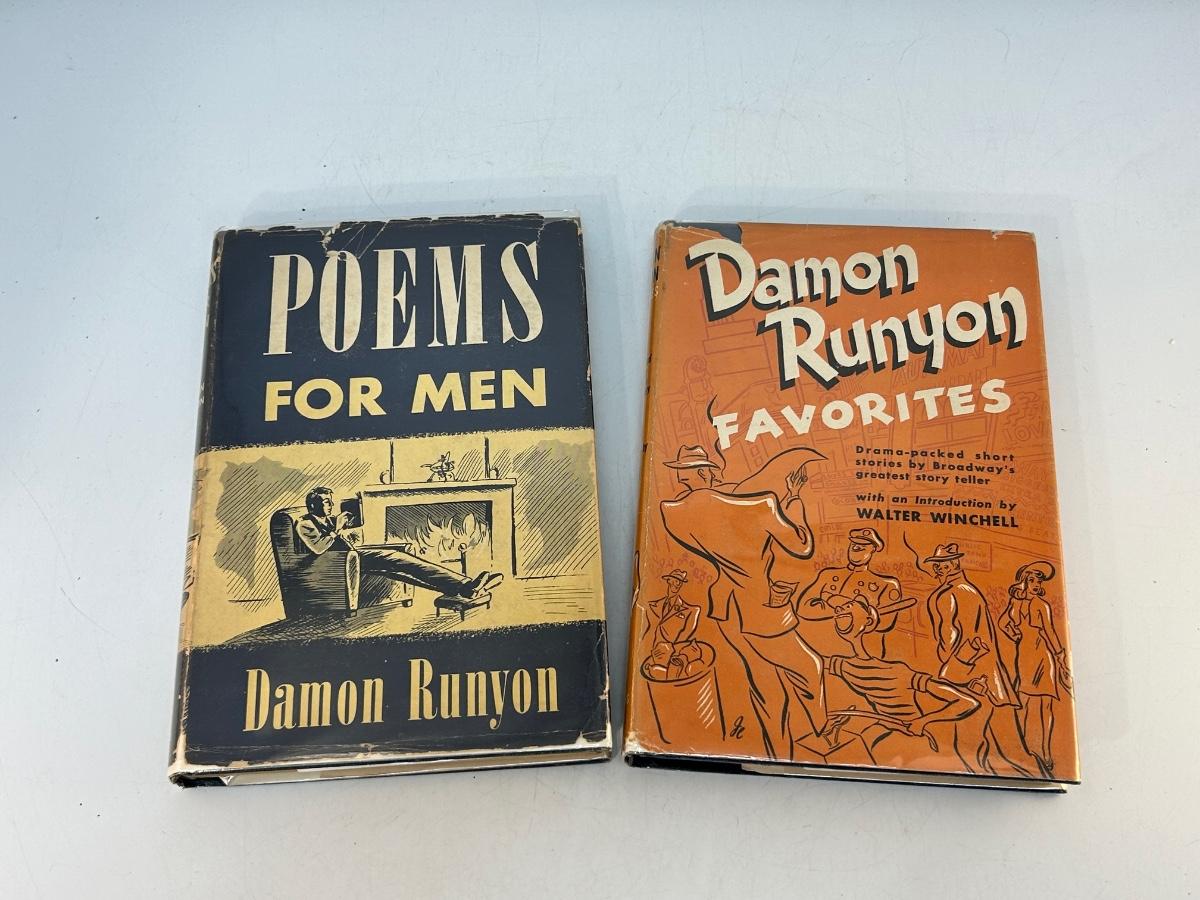 POEMS
FOR MEN
Damon Runyon
Damon
Runyon
FAVORITES
Drama-packed short
stories by Broadway's
greatest story teller
with an Introduction by
WALTER WINCHELL